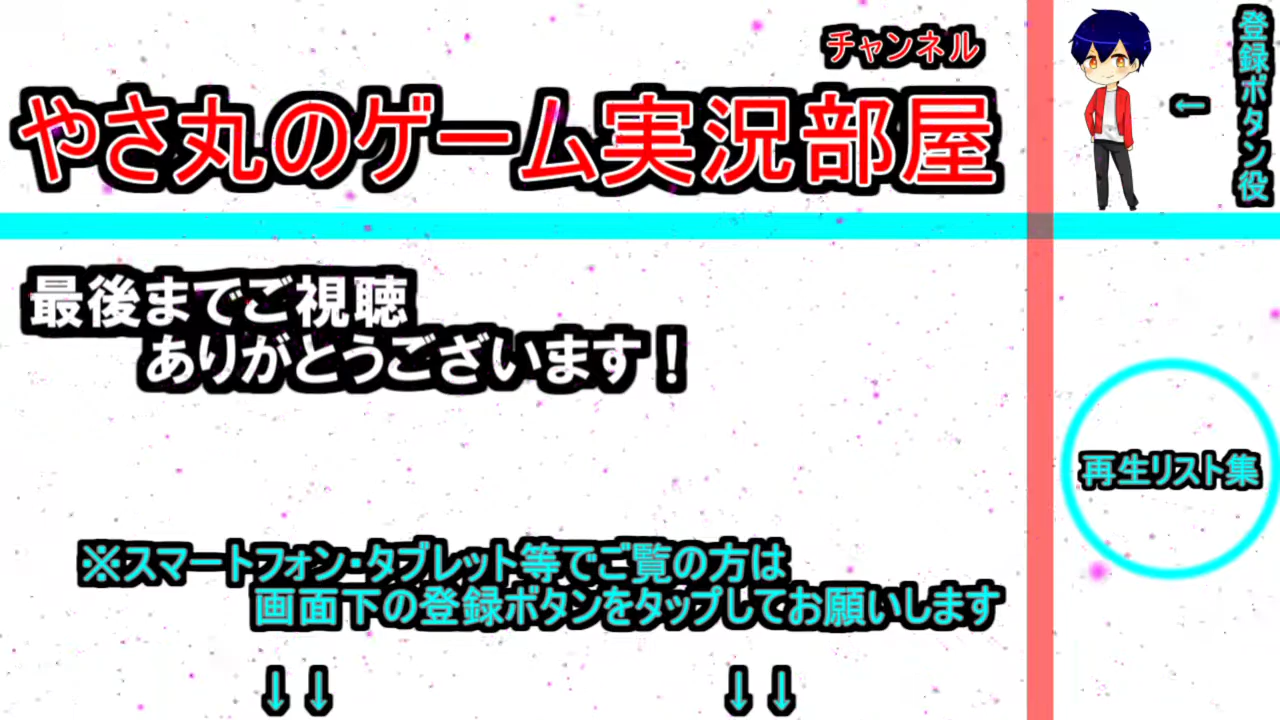 チャンネル
やさ丸のゲーム実況部屋
←
登録ボタン役
最後までご視聴
ありがとうございます！
再生リスト集
※スマートフォン・タブレット等でご覧の方は
画面下の登録ボタンをタップしてお願いします
↓↓ ↓↓